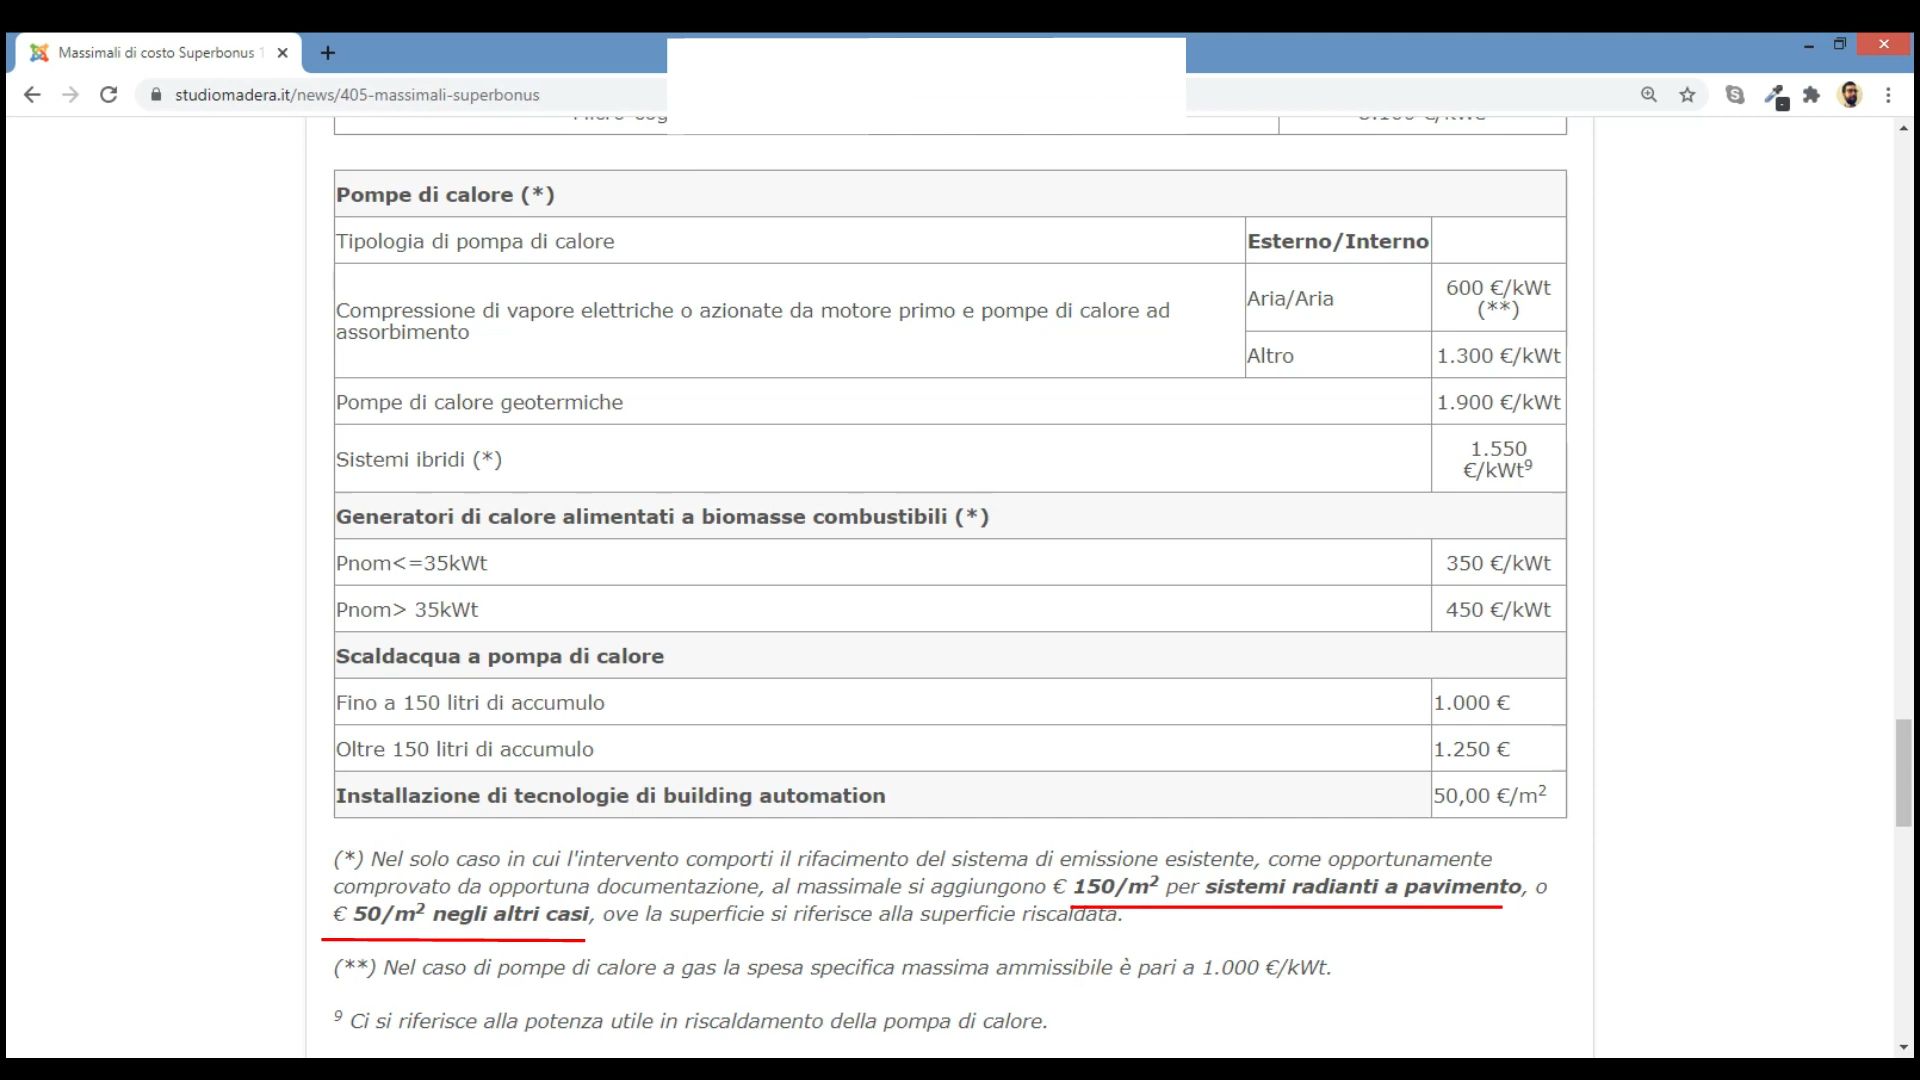 Massimali di costo Superbonus 1
studiomadera.it/news/405-massimali-superbonus
Pompe di calore (*)
Tipologia di pompa di calore Esterno/Interno
Compressione di vapore elettriche o azionate da motore primo e pompe di calore ad
assorbimento
Aria/Aria 600 €/kWt
(**)
Altro 1.300 €/kWt
Pompe di calore geotermiche 1.900 €/kWt
Sistemi ibridi (*) 1.550
€/kWt⁹
Generatori di calore alimentati a biomasse combustibili (*)
Pnom<=35kWt 350 €/kWt
Pnom> 35kWt 450 €/kWt
Scaldacqua a pompa di calore
Fino a 150 litri di accumulo 1.000 €
Oltre 150 litri di accumulo 1.250 €
Installazione di tecnologie di building automation 50,00 €/m²
(*) Nel solo caso in cui l'intervento comporti il rifacimento del sistema di emissione esistente, come opportunamente
comprovato da opportuna documentazione, al massimale si aggiungono € 150/m² per sistemi radianti a pavimento, o
€ 50/m² negli altri casi, ove la superficie si riferisce alla superficie riscaldata.
(**) Nel caso di pompe di calore a gas la spesa specifica massima ammissibile è pari a 1.000 €/kWt.
⁹ Ci si riferisce alla potenza utile in riscaldamento della pompa di calore.